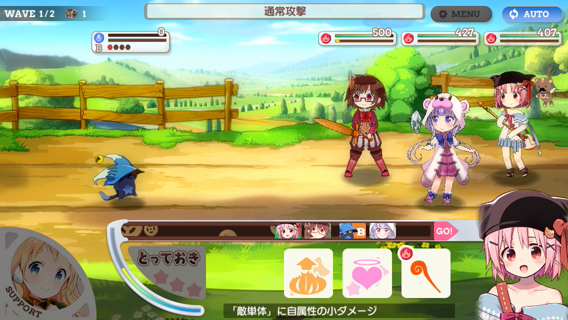 WAVE 1/2 1
通常攻撃
MENU
AUTO
0
B
500
427
407
B
GO!
とっておき
SUPPORT
「敵単体」に自属性の小ダメージ